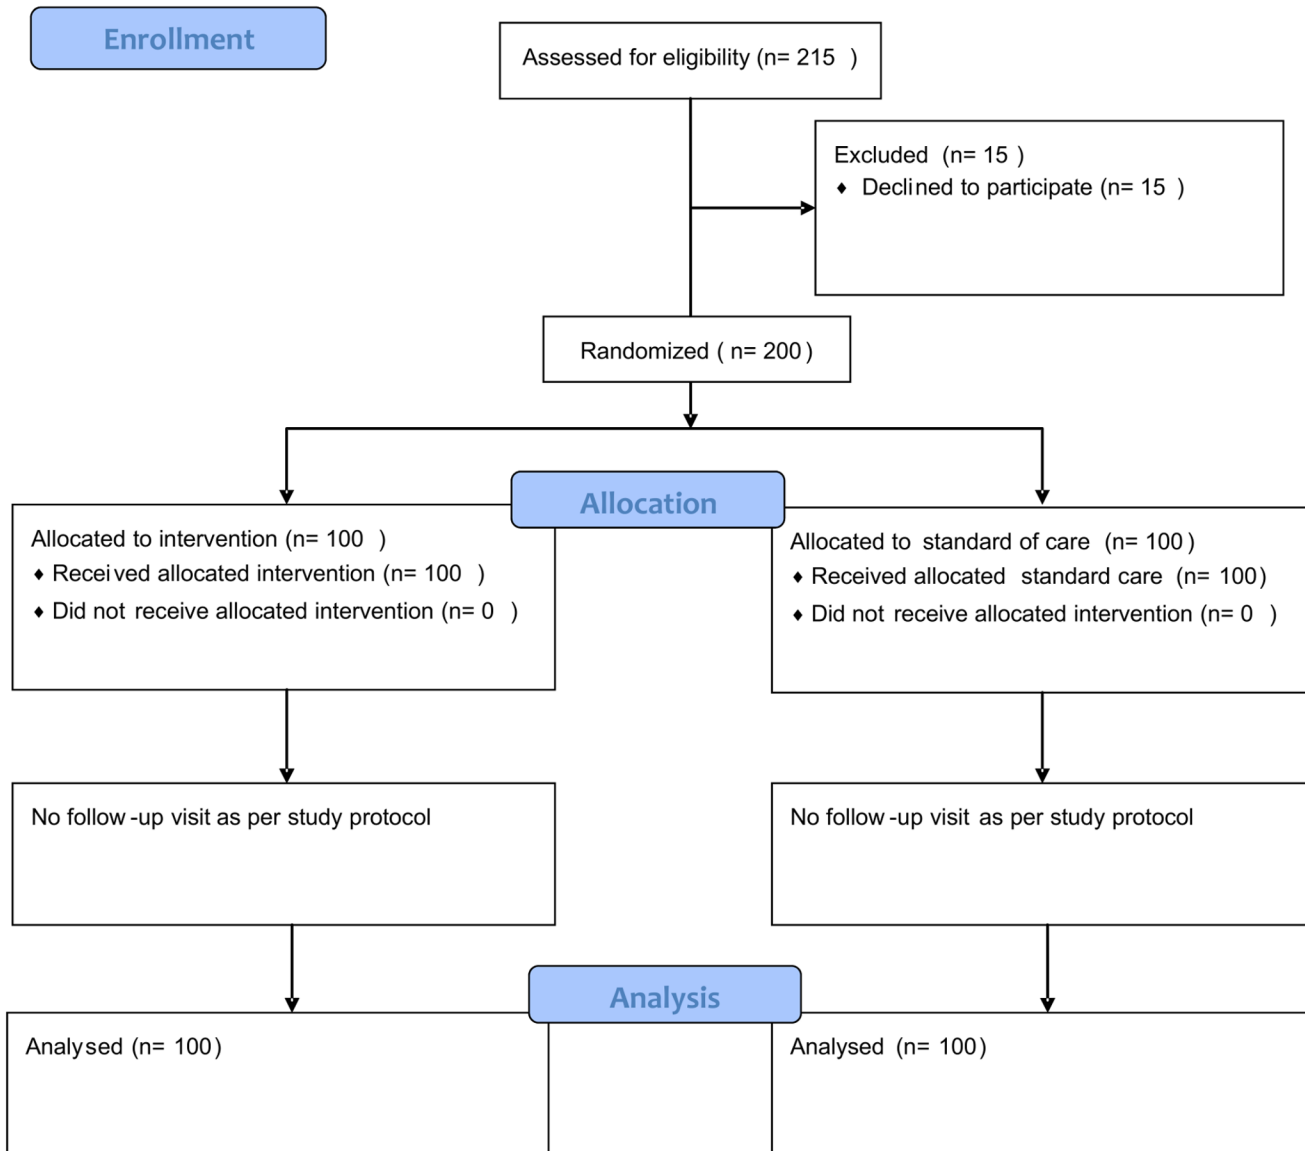 Enrollment
Assessed for eligibility (n= 215 )
Excluded (n= 15 )
♦ Declined to participate (n= 15 )
Randomized ( n= 200)
Allocation
Allocated to intervention (n= 100 )
♦ Received allocated intervention (n= 100 )
♦ Did not receive allocated intervention (n= 0 )
Allocated to standard of care (n= 100)
♦ Received allocated standard care (n= 100)
♦ Did not receive allocated intervention (n= 0 )
No follow-up visit as per study protocol
No follow-up visit as per study protocol
Analysis
Analysed (n= 100)
Analysed (n= 100)